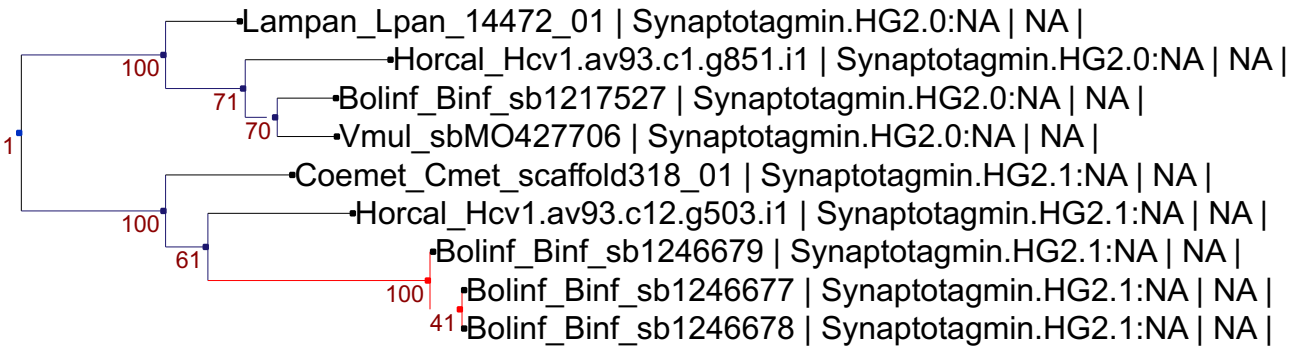 Lampan_Lpan_14472_01 | Synaptotagmin.HG2.0:NA | NA |
100
Horcal_Hcv1.av93.c1.g851.i1 | Synaptotagmin.HG2.0:NA | NA |
71
Bolinf_Binf_sb1217527 | Synaptotagmin.HG2.0:NA | NA |
70
Vmul_sbMO427706 | Synaptotagmin.HG2.0:NA | NA |
1
Coemet_Cmet_scaffold318_01 | Synaptotagmin.HG2.1:NA | NA |
100
Horcal_Hcv1.av93.c12.g503.i1 | Synaptotagmin.HG2.1:NA | NA |
61
Bolinf_Binf_sb1246679 | Synaptotagmin.HG2.1:NA | NA |
100
Bolinf_Binf_sb1246677 | Synaptotagmin.HG2.1:NA | NA |
41
Bolinf_Binf_sb1246678 | Synaptotagmin.HG2.1:NA | NA |